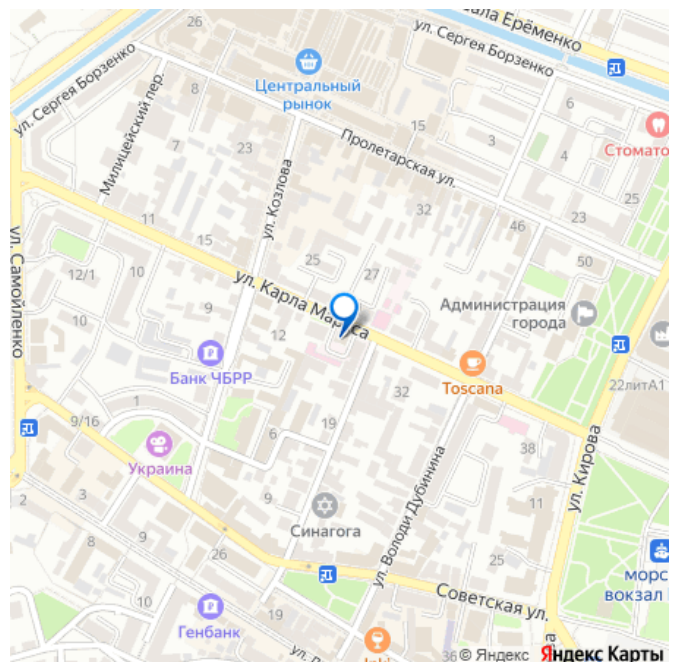 26
ала Ерёменко
ул. Сергея Борзенко
Центральный
рынок
8
6
ул. Сергея Борзенко
Милицейский пер.
15
4
Стомато
7
23
Пролетарская ул.
25
ул. Козлова
32
23
11
46
15
25
27
50
ул. Самойленко
12/1
10
ул. Карла Маркса
Администрация
города
9
10
12
Банк ЧБРР
Toscana
22литА1
32
1
9/16
19
6
38
Украина
ул. Кирова
ул. Володи Дубинина
3
9
11
2
Синагога
8
9
26
25
морс
вокзал
10
Советская ул.
Генбанк
19
36
© Яндекс Яндекс Карты